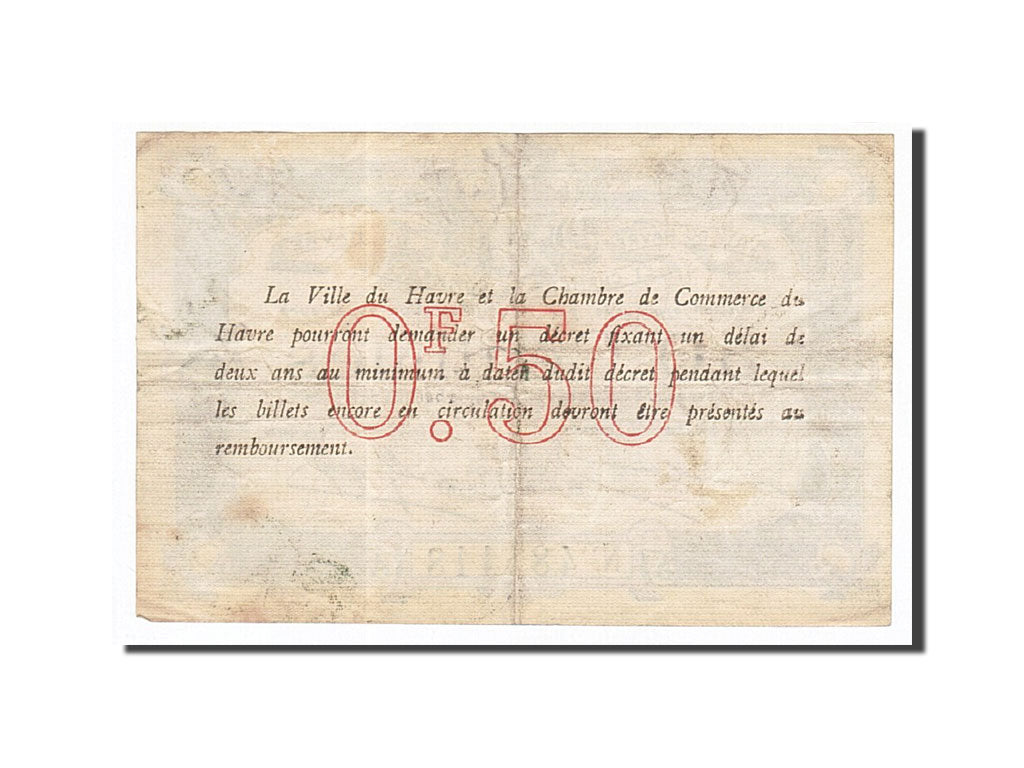 La Ville du Havre et la Chambre de Commerce du
Havre pourront demander un décret fixant un délai de
deux ans au minimum à dater dudit décret pendant lequel
les billets encore en circulation devront être présentés au
remboursement.
0F.50